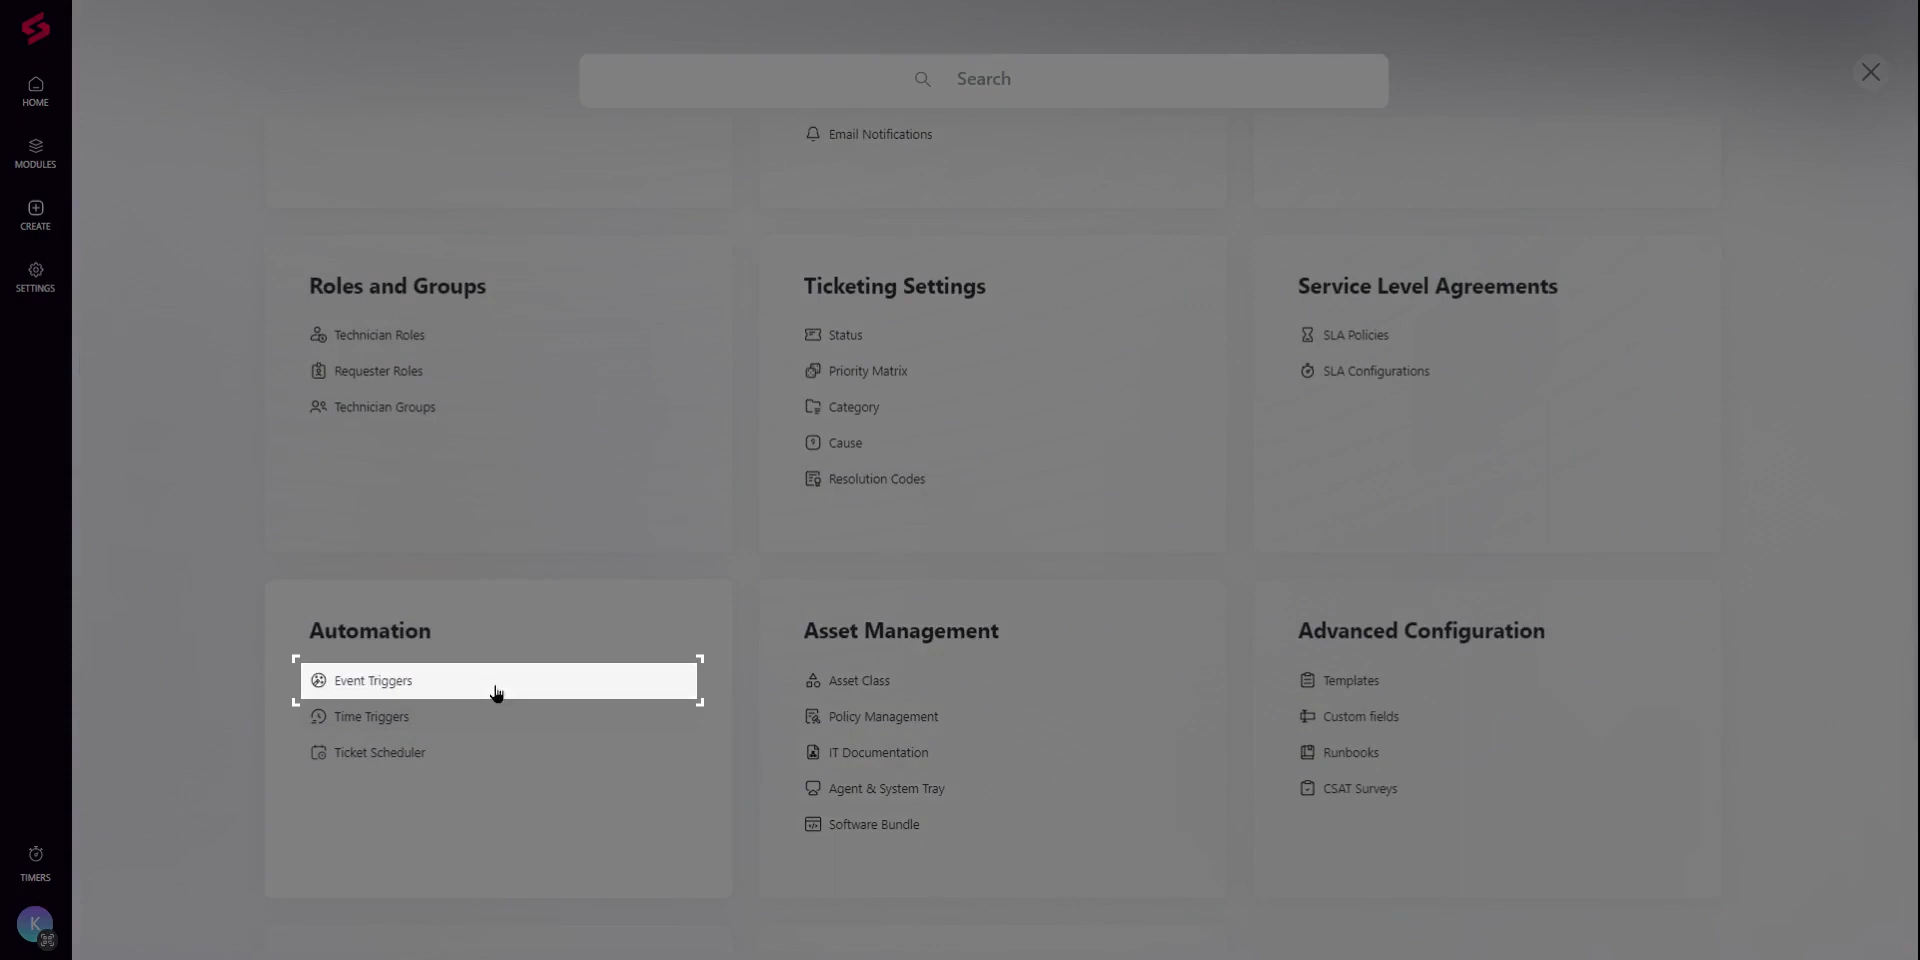 HOME
MODULES
CREATE
SETTINGS
TIMERS
K
Search
Email Notifications
Roles and Groups
Technician Roles
Requester Roles
Technician Groups
Ticketing Settings
Status
Priority Matrix
Category
Cause
Resolution Codes
Service Level Agreements
SLA Policies
SLA Configurations
Automation
Event Triggers
Time Triggers
Ticket Scheduler
Asset Management
Asset Class
Policy Management
IT Documentation
Agent & System Tray
Software Bundle
Advanced Configuration
Templates
Custom fields
Runbooks
CSAT Surveys